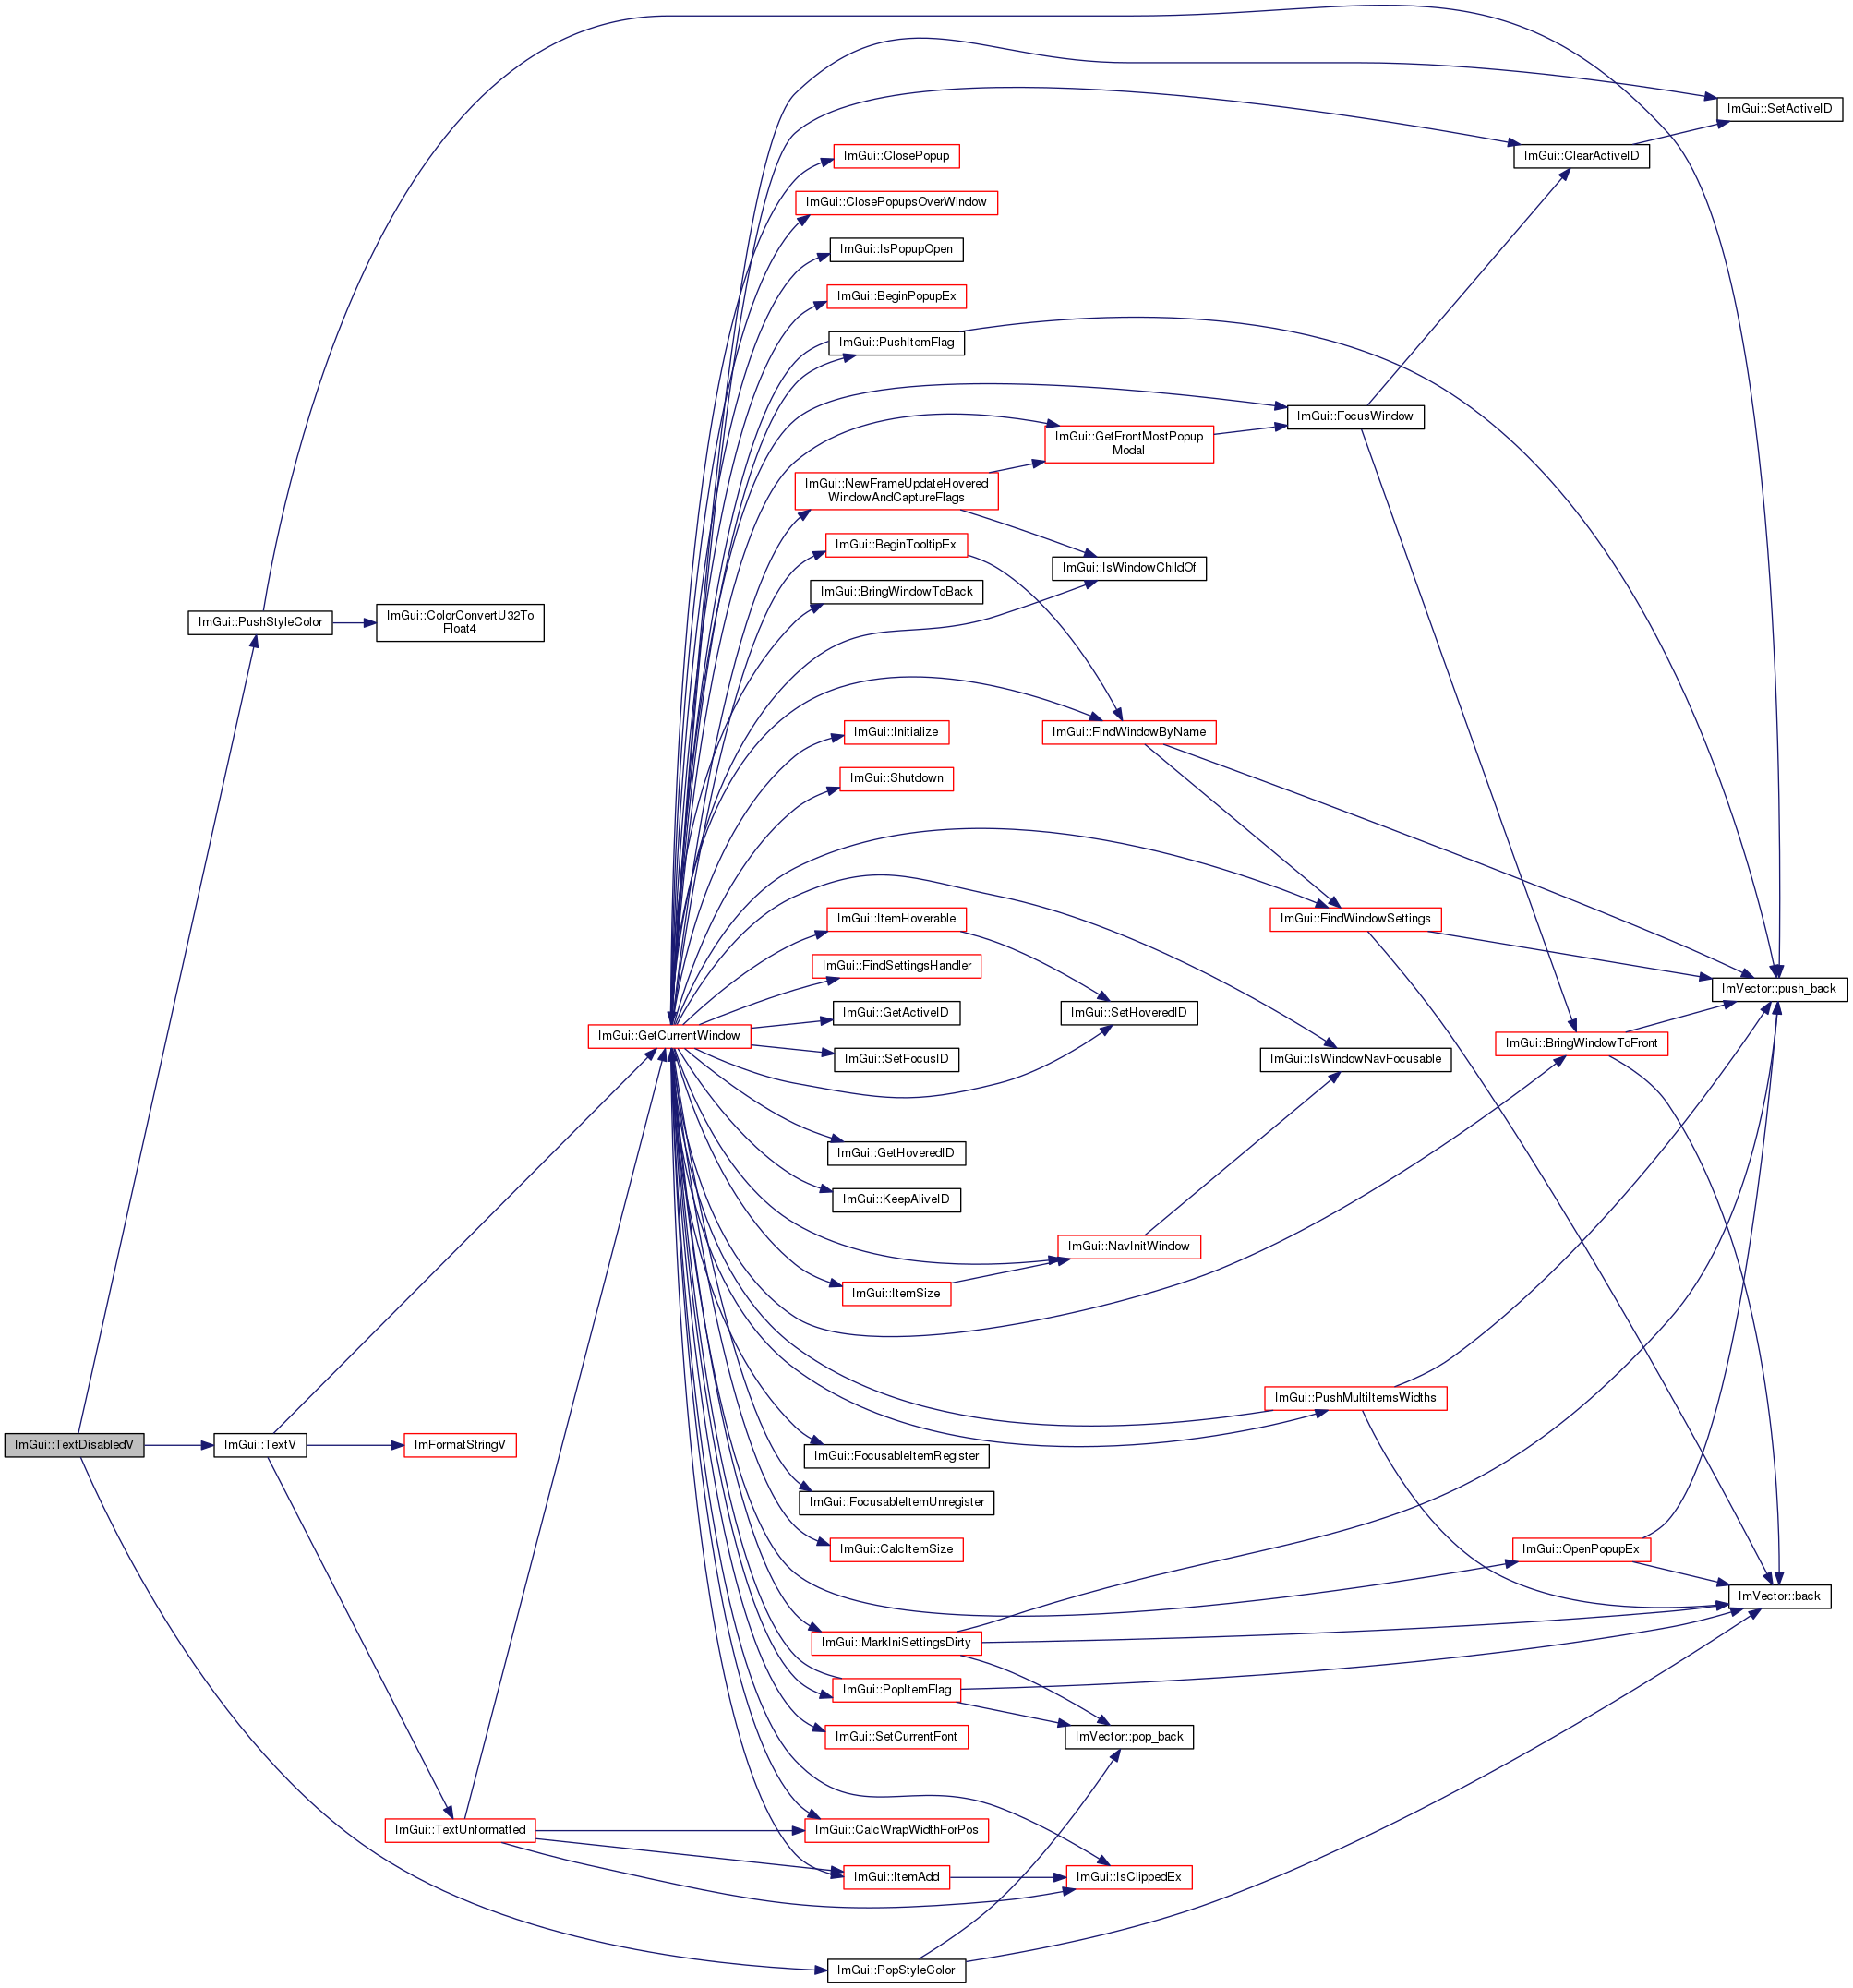 ImGui::SetActiveID
ImGui::ClosePopup
ImGui::ClearActiveID
ImGui::ClosePopupsOverWindow
ImGui::IsPopupOpen
ImGui::BeginPopupEx
ImGui::PushItemFlag
ImGui::FocusWindow
ImGui::GetFrontMostPopup
Modal
ImGui::NewFrameUpdateHovered
WindowAndCaptureFlags
ImGui::BeginTooltipEx
ImGui::IsWindowChildOf
ImGui::BringWindowToBack
ImGui::PushStyleColor
ImGui::ColorConvertU32To
Float4
ImGui::Initialize
ImGui::FindWindowByName
ImGui::Shutdown
ImGui::ItemHoverable
ImGui::FindWindowSettings
ImGui::FindSettingsHandler
ImVector::push_back
ImGui::GetActiveID
ImGui::SetHoveredID
ImGui::GetCurrentWindow
ImGui::BringWindowToFront
ImGui::SetFocusID
ImGui::IsWindowNavFocusable
ImGui::GetHoveredID
ImGui::KeepAliveID
ImGui::NavInitWindow
ImGui::ItemSize
ImGui::PushMultiItemsWidths
ImGui::TextDisabledV
ImGui::TextV
ImFormatStringV
ImGui::FocusableItemRegister
ImGui::FocusableItemUnregister
ImGui::CalcItemSize
ImGui::OpenPopupEx
ImVector::back
ImGui::MarkIniSettingsDirty
ImGui::PopItemFlag
ImGui::SetCurrentFont
ImVector::pop_back
ImGui::TextUnformatted
ImGui::CalcWrapWidthForPos
ImGui::ItemAdd
ImGui::IsClippedEx
ImGui::PopStyleColor